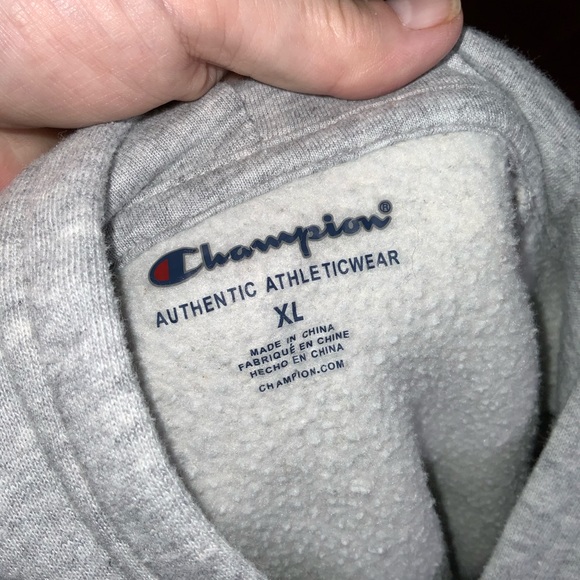 Champion®
AUTHENTIC ATHLETICWEAR
XL
MADE IN CHINA
FABRIQUÉ EN CHINE
HECHO EN CHINA
CHAMPION.COM